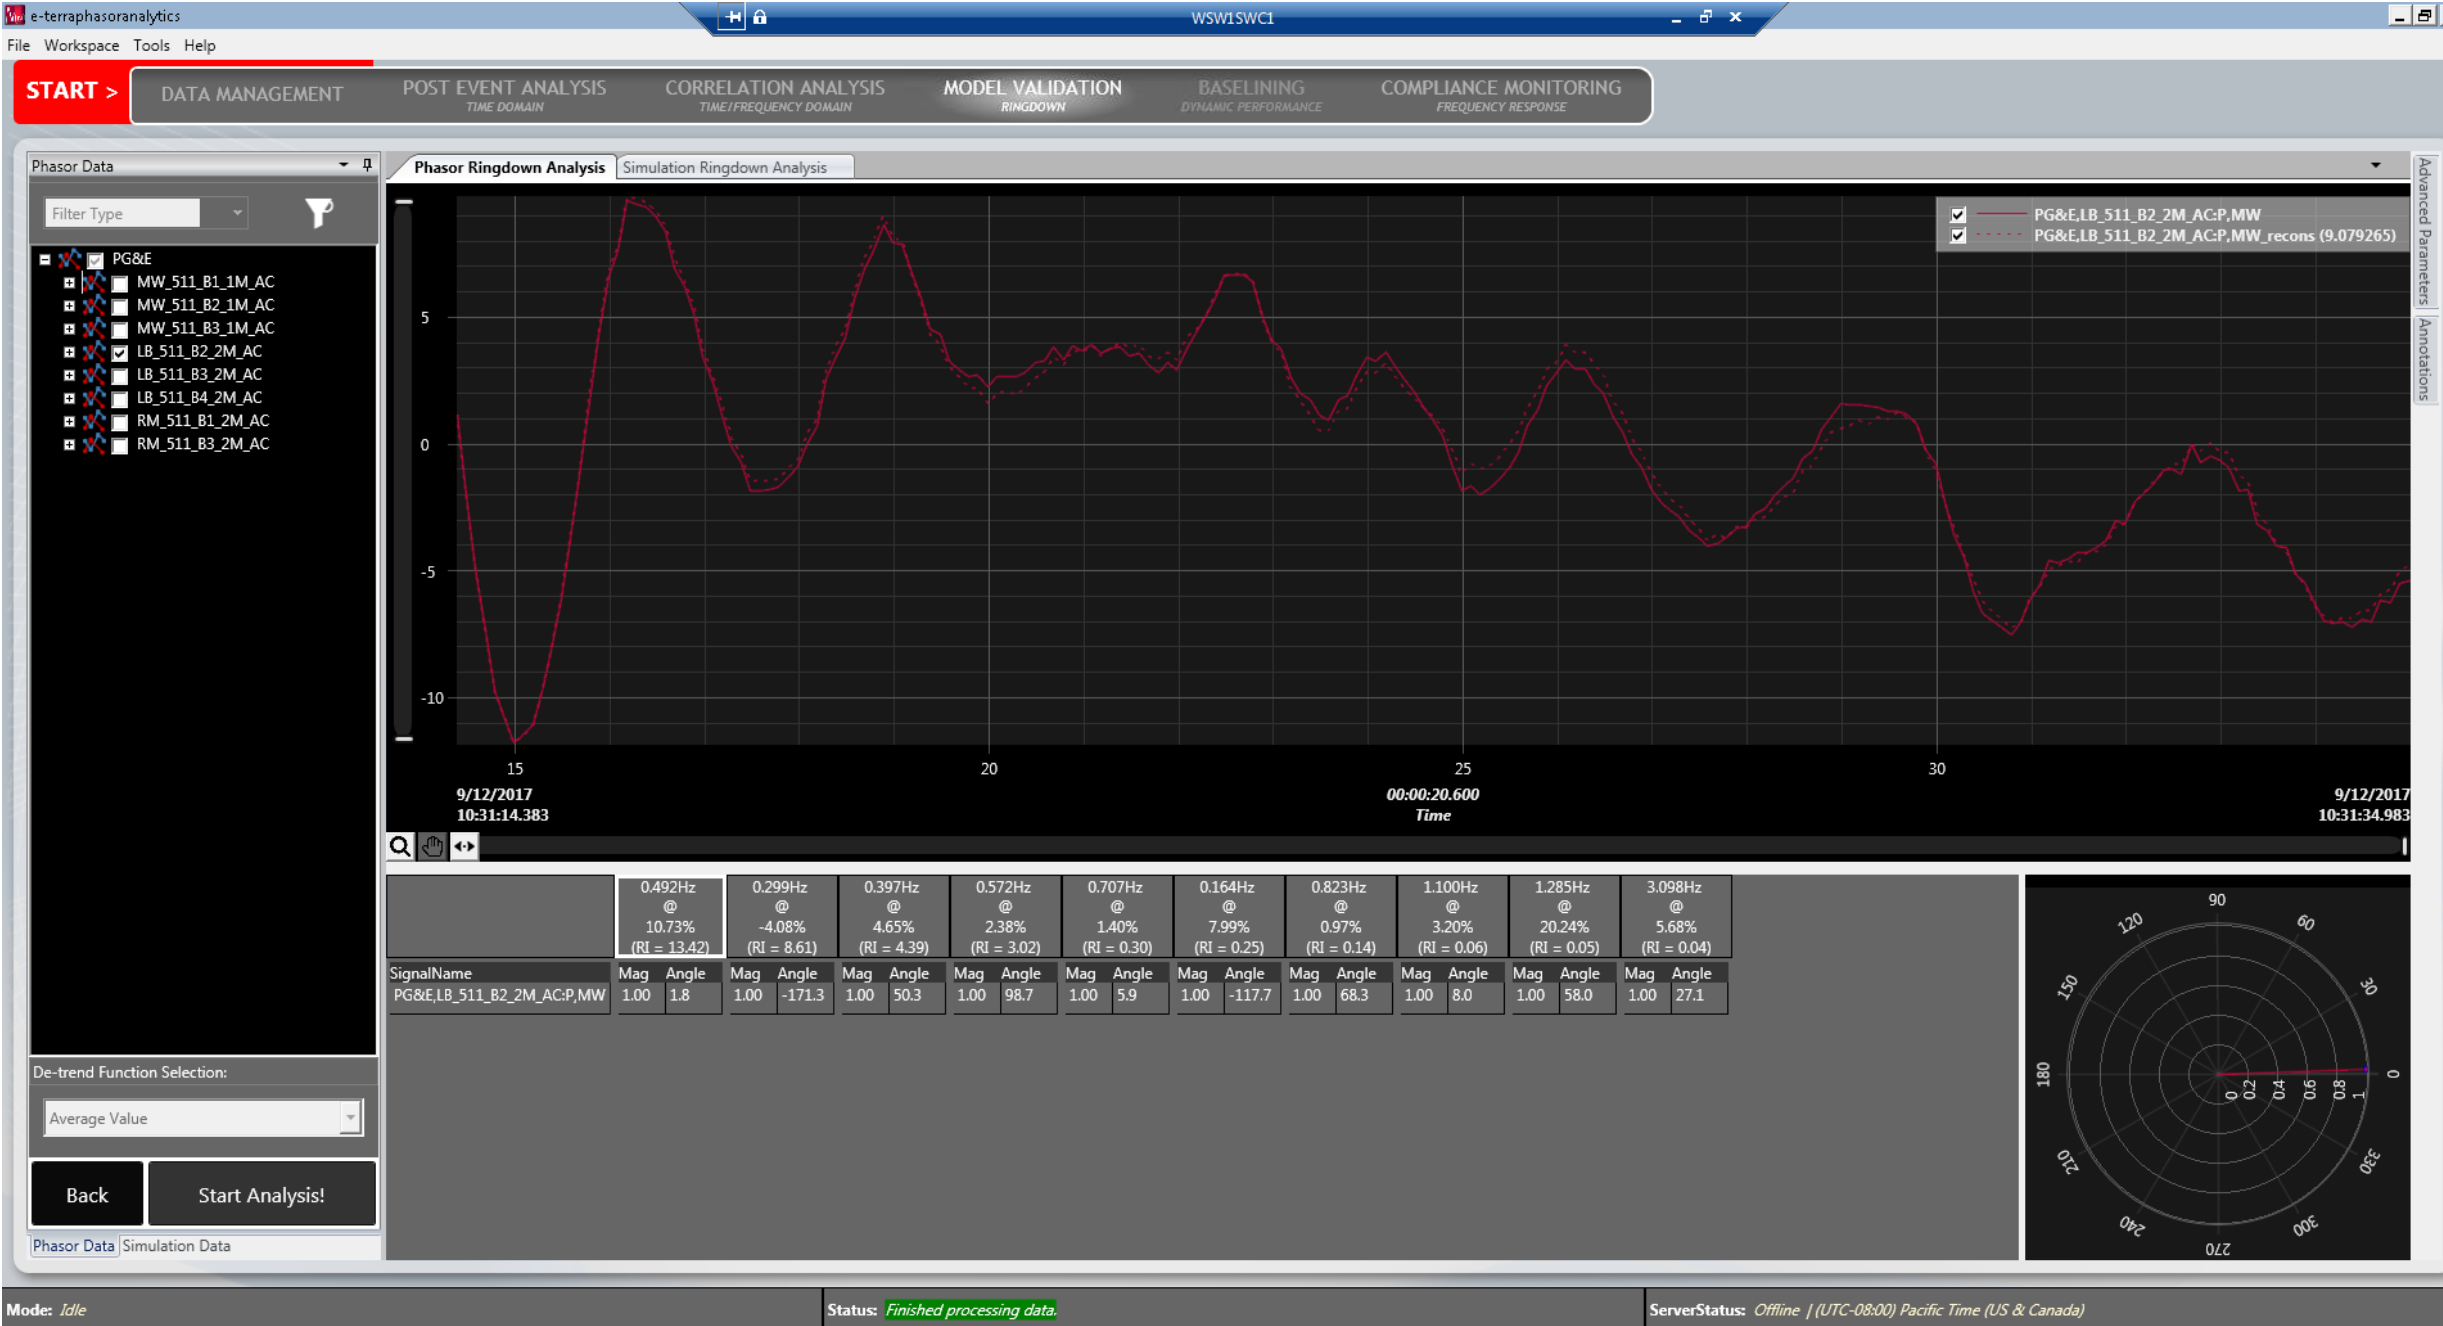 e-terraphasoranalytics
WSW1SWC1
File Workspace Tools Help
START >
DATA MANAGEMENT
POST EVENT ANALYSIS
TIME DOMAIN
CORRELATION ANALYSIS
TIME/FREQUENCY DOMAIN
MODEL VALIDATION
RINGDOWN
BASELINING
DYNAMIC PERFORMANCE
COMPLIANCE MONITORING
FREQUENCY RESPONSE
Phasor Data
Filter Type
PG&E
MW_511_B1_1M_AC
MW_511_B2_1M_AC
MW_511_B3_1M_AC
LB_511_B2_2M_AC
LB_511_B3_2M_AC
LB_511_B4_2M_AC
RM_511_B1_2M_AC
RM_511_B3_2M_AC
De-trend Function Selection:
Average Value
Back
Start Analysis!
Phasor Data Simulation Data
Phasor Ringdown Analysis Simulation Ringdown Analysis
PG&E,LB_511_B2_2M_AC:P,MW
PG&E,LB_511_B2_2M_AC:P,MW_recons (9.079265)
Advanced Parameters
Annotations
5
0
-5
-10
15 20 25 30
9/12/2017 00:00:20.600 9/12/2017
10:31:14.383 Time 10:31:34.983
0.492Hz 0.299Hz 0.397Hz 0.572Hz 0.707Hz 0.164Hz 0.823Hz 1.100Hz 1.285Hz 3.098Hz
@ @ @ @ @ @ @ @ @ @
10.73% -4.08% 4.65% 2.38% 1.40% 7.99% 0.97% 3.20% 20.24% 5.68%
(RI = 13.42) (RI = 8.61) (RI = 4.39) (RI = 3.02) (RI = 0.30) (RI = 0.25) (RI = 0.14) (RI = 0.06) (RI = 0.05) (RI = 0.04)
SignalName Mag Angle Mag Angle Mag Angle Mag Angle Mag Angle Mag Angle Mag Angle Mag Angle Mag Angle Mag Angle
PG&E,LB_511_B2_2M_AC:P,MW 1.00 1.8 1.00 -171.3 1.00 50.3 1.00 98.7 1.00 5.9 1.00 -117.7 1.00 68.3 1.00 8.0 1.00 58.0 1.00 27.1
90
120 60
150 30
180 0
0 0.2 0.4 0.6 0.8 1
210 330
240 300
270
Mode: Idle
Status: Finished processing data.
ServerStatus: Offline | (UTC-08:00) Pacific Time (US & Canada)